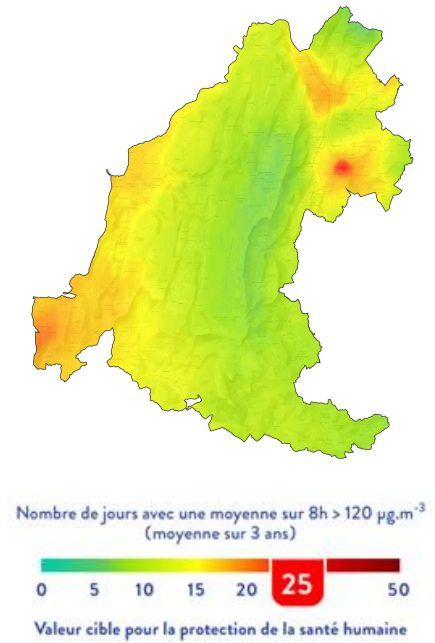 Nombre de jours avec une moyenne sur 8h > 120 µg.m-3
(moyenne sur 3 ans)
0 5 10 15 20 25 50
Valeur cible pour la protection de la santé humaine